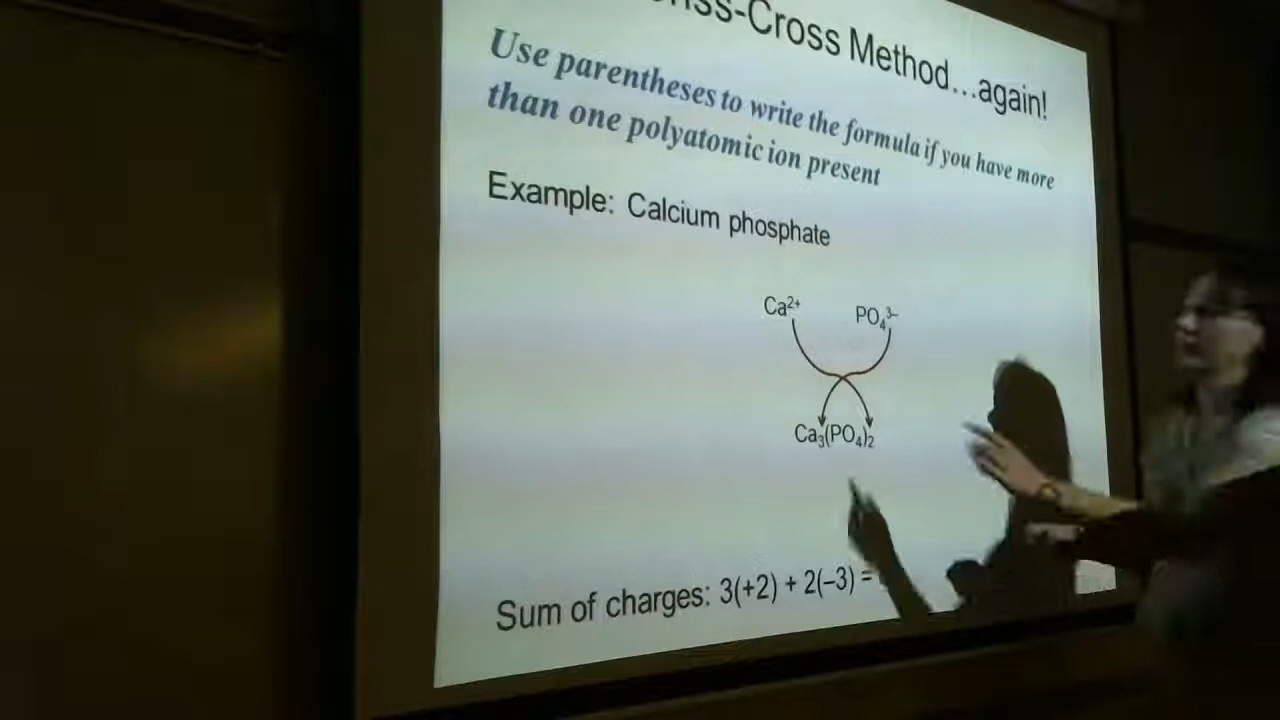 -Cross Method...again!
Use parentheses to write the formula if you have more
than one polyatomic ion present
Example: Calcium phosphate
Ca²⁺ PO₄³⁻
Ca₃(PO₄)₂
Sum of charges: 3(+2) + 2(–3) =